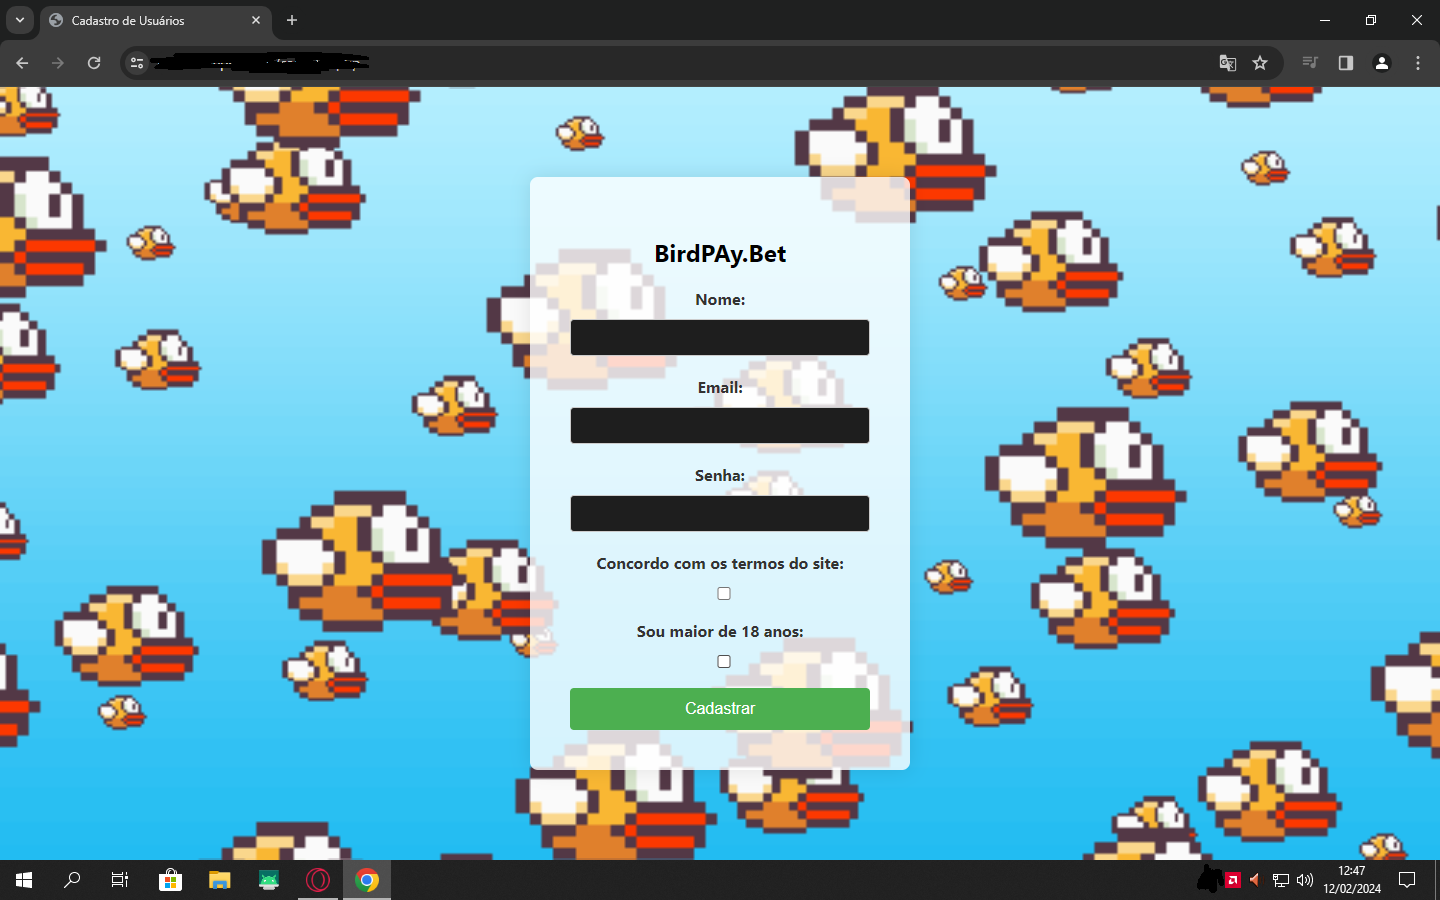 Cadastro de Usuários
BirdPAy.Bet
Nome:
Email:
Senha:
Concordo com os termos do site:
Sou maior de 18 anos:
Cadastrar
12:47
12/02/2024